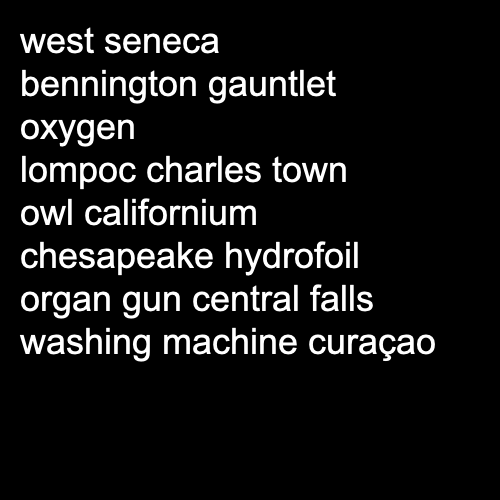 west seneca
bennington gauntlet
oxygen
lompoc charles town
owl californium
chesapeake hydrofoil
organ gun central falls
washing machine curaçao